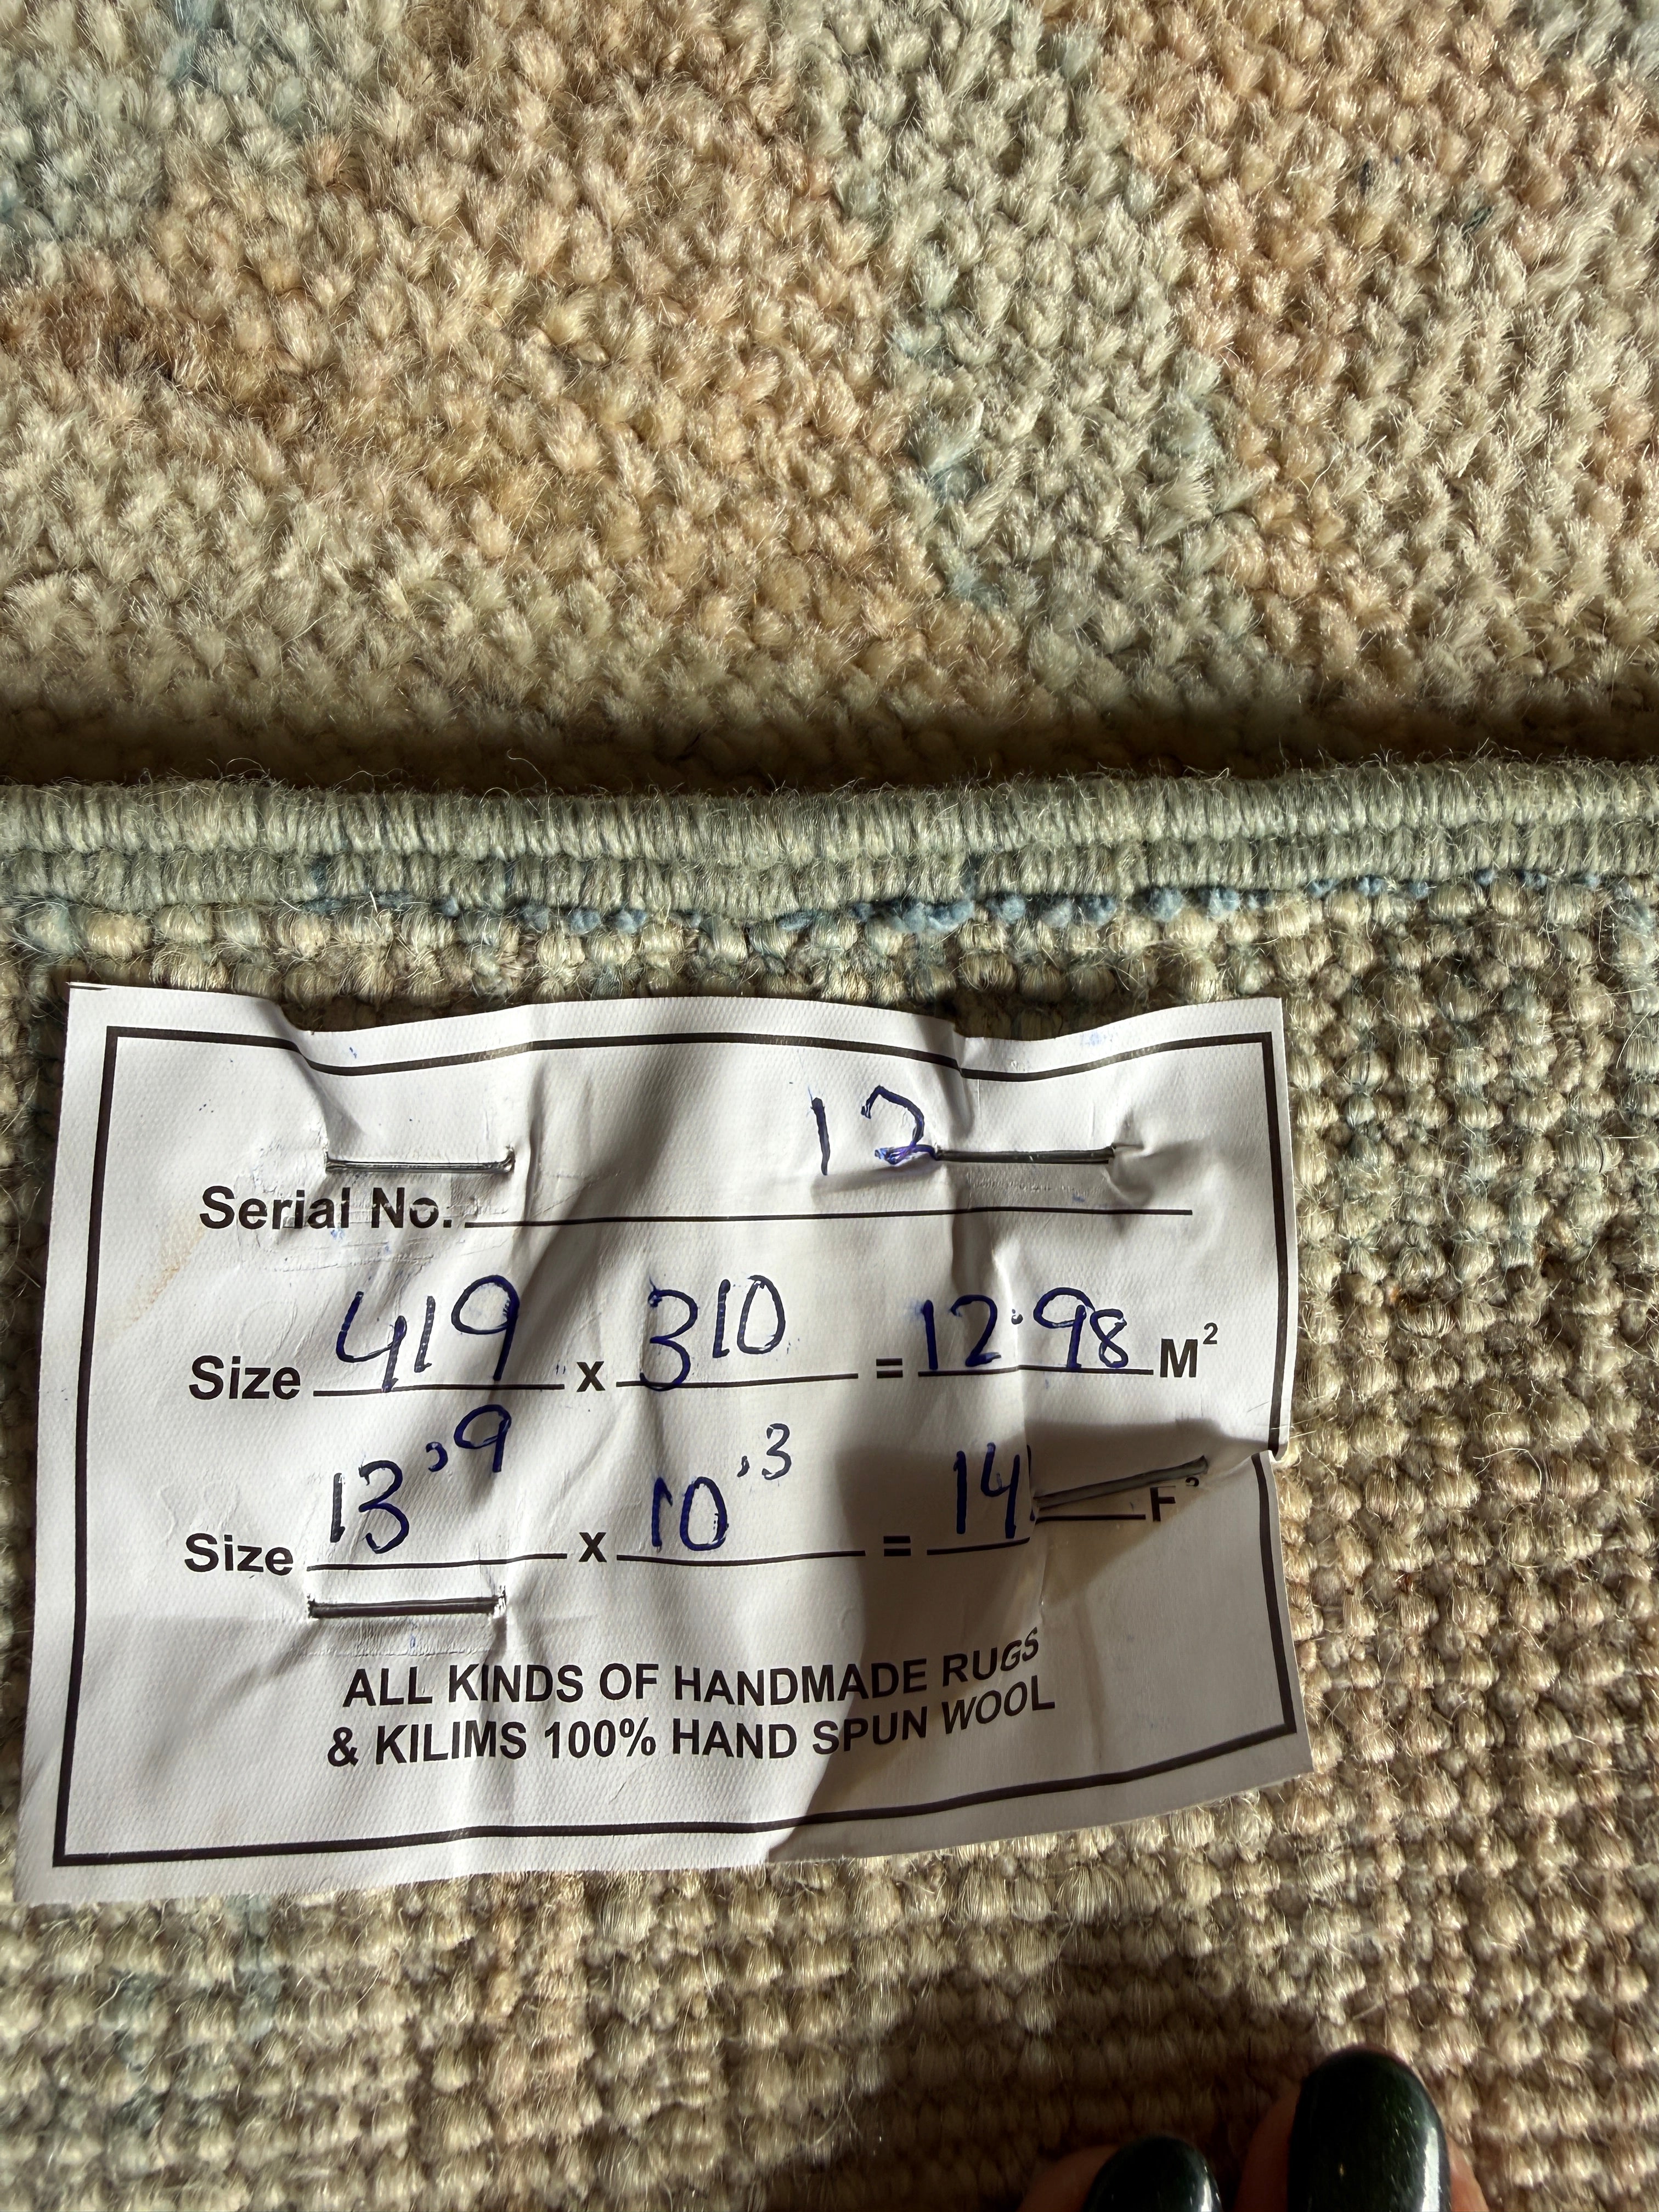 Serial No. 12
Size 419 x 310 = 12.98 M²
Size 13,9 x 10,3 = 14 F²
ALL KINDS OF HANDMADE RUGS
& KILIMS 100% HAND SPUN WOOL